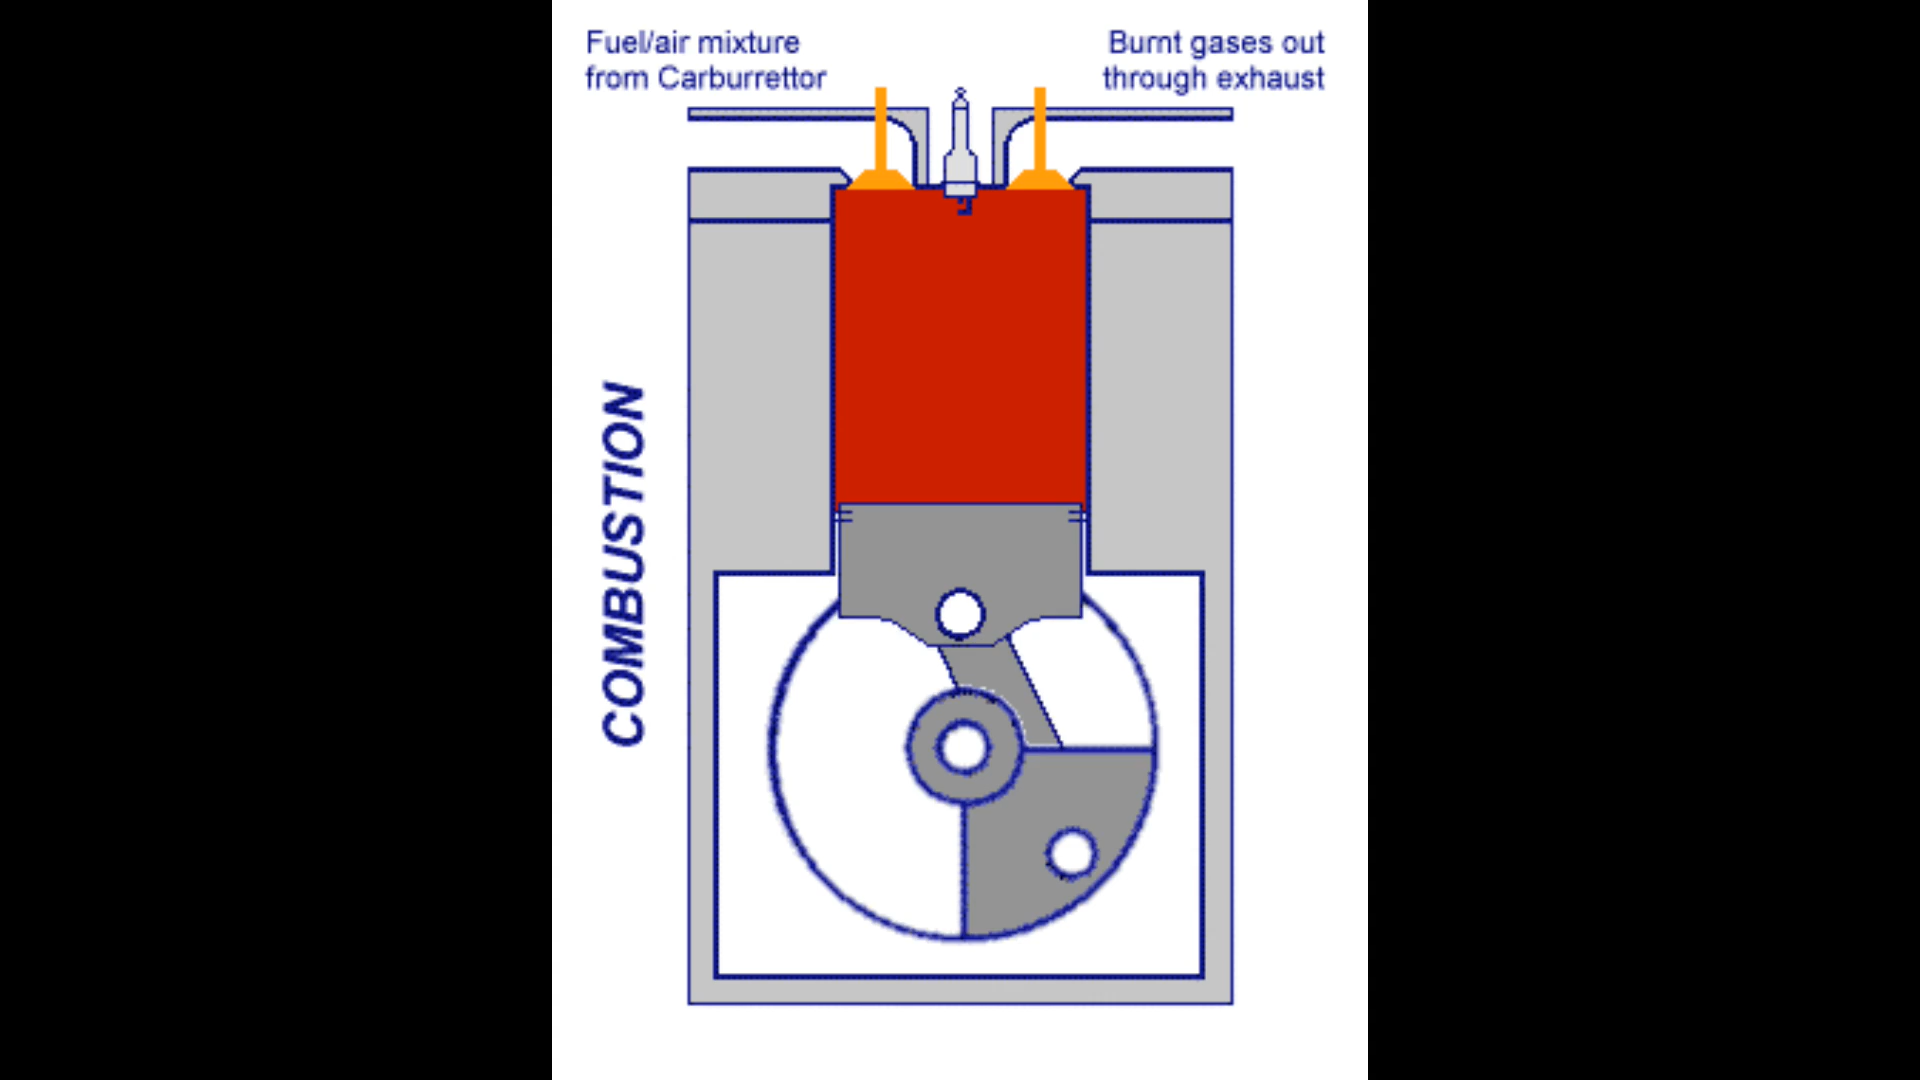 Fuel/air mixture
from Carburrettor
Burnt gases out
through exhaust
COMBUSTION